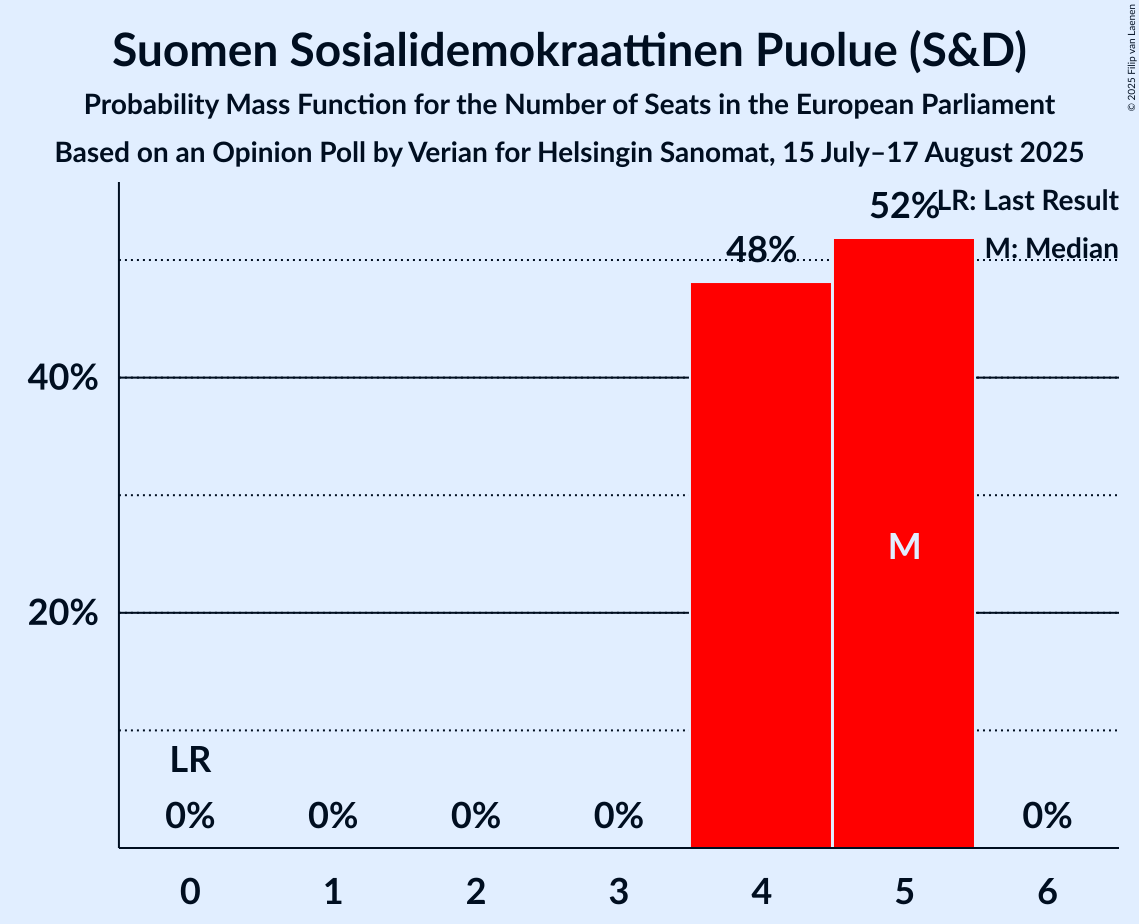 Suomen Sosialidemokraattinen Puolue (S&D)
Probability Mass Function for the Number of Seats in the European Parliament
Based on an Opinion Poll by Verian for Helsingin Sanomat, 15 July–17 August 2025
© 2025 Filip van Laenen
LR: Last Result
M: Median
52%
48%
40%
20%
M
LR
0% 0% 0% 0% 0%
0 1 2 3 4 5 6